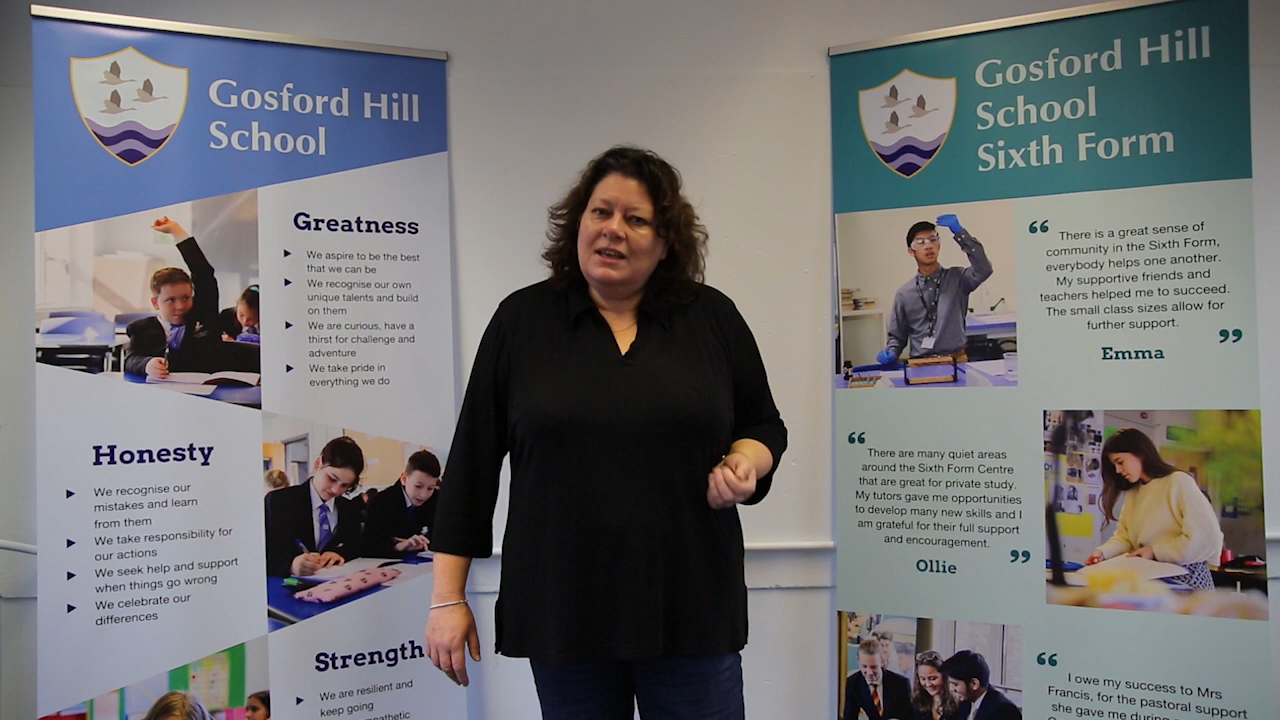 Gosford Hill
School
Greatness
We aspire to be the best
that we can be
We recognise our own
unique talents and build
on them
We are curious, have a
thirst for challenge and
adventure
We take pride in
everything we do
Honesty
We recognise our
mistakes and learn
from them
We take responsibility for
our actions
We seek help and support
when things go wrong
We celebrate our
differences
Strength
We are resilient and
keep going
Gosford Hill
School
Sixth Form
“ There is a great sense of
community in the Sixth Form,
everybody helps one another.
My supportive friends and
teachers helped me to succeed.
The small class sizes allow for
further support. ”
Emma
“ There are many quiet areas
around the Sixth Form Centre
that are great for private study.
My tutors gave me opportunities
to develop many new skills and I
am grateful for their full support
and encouragement. ”
Ollie
“ I owe my success to Mrs
Francis, for the pastoral support
she gave me during